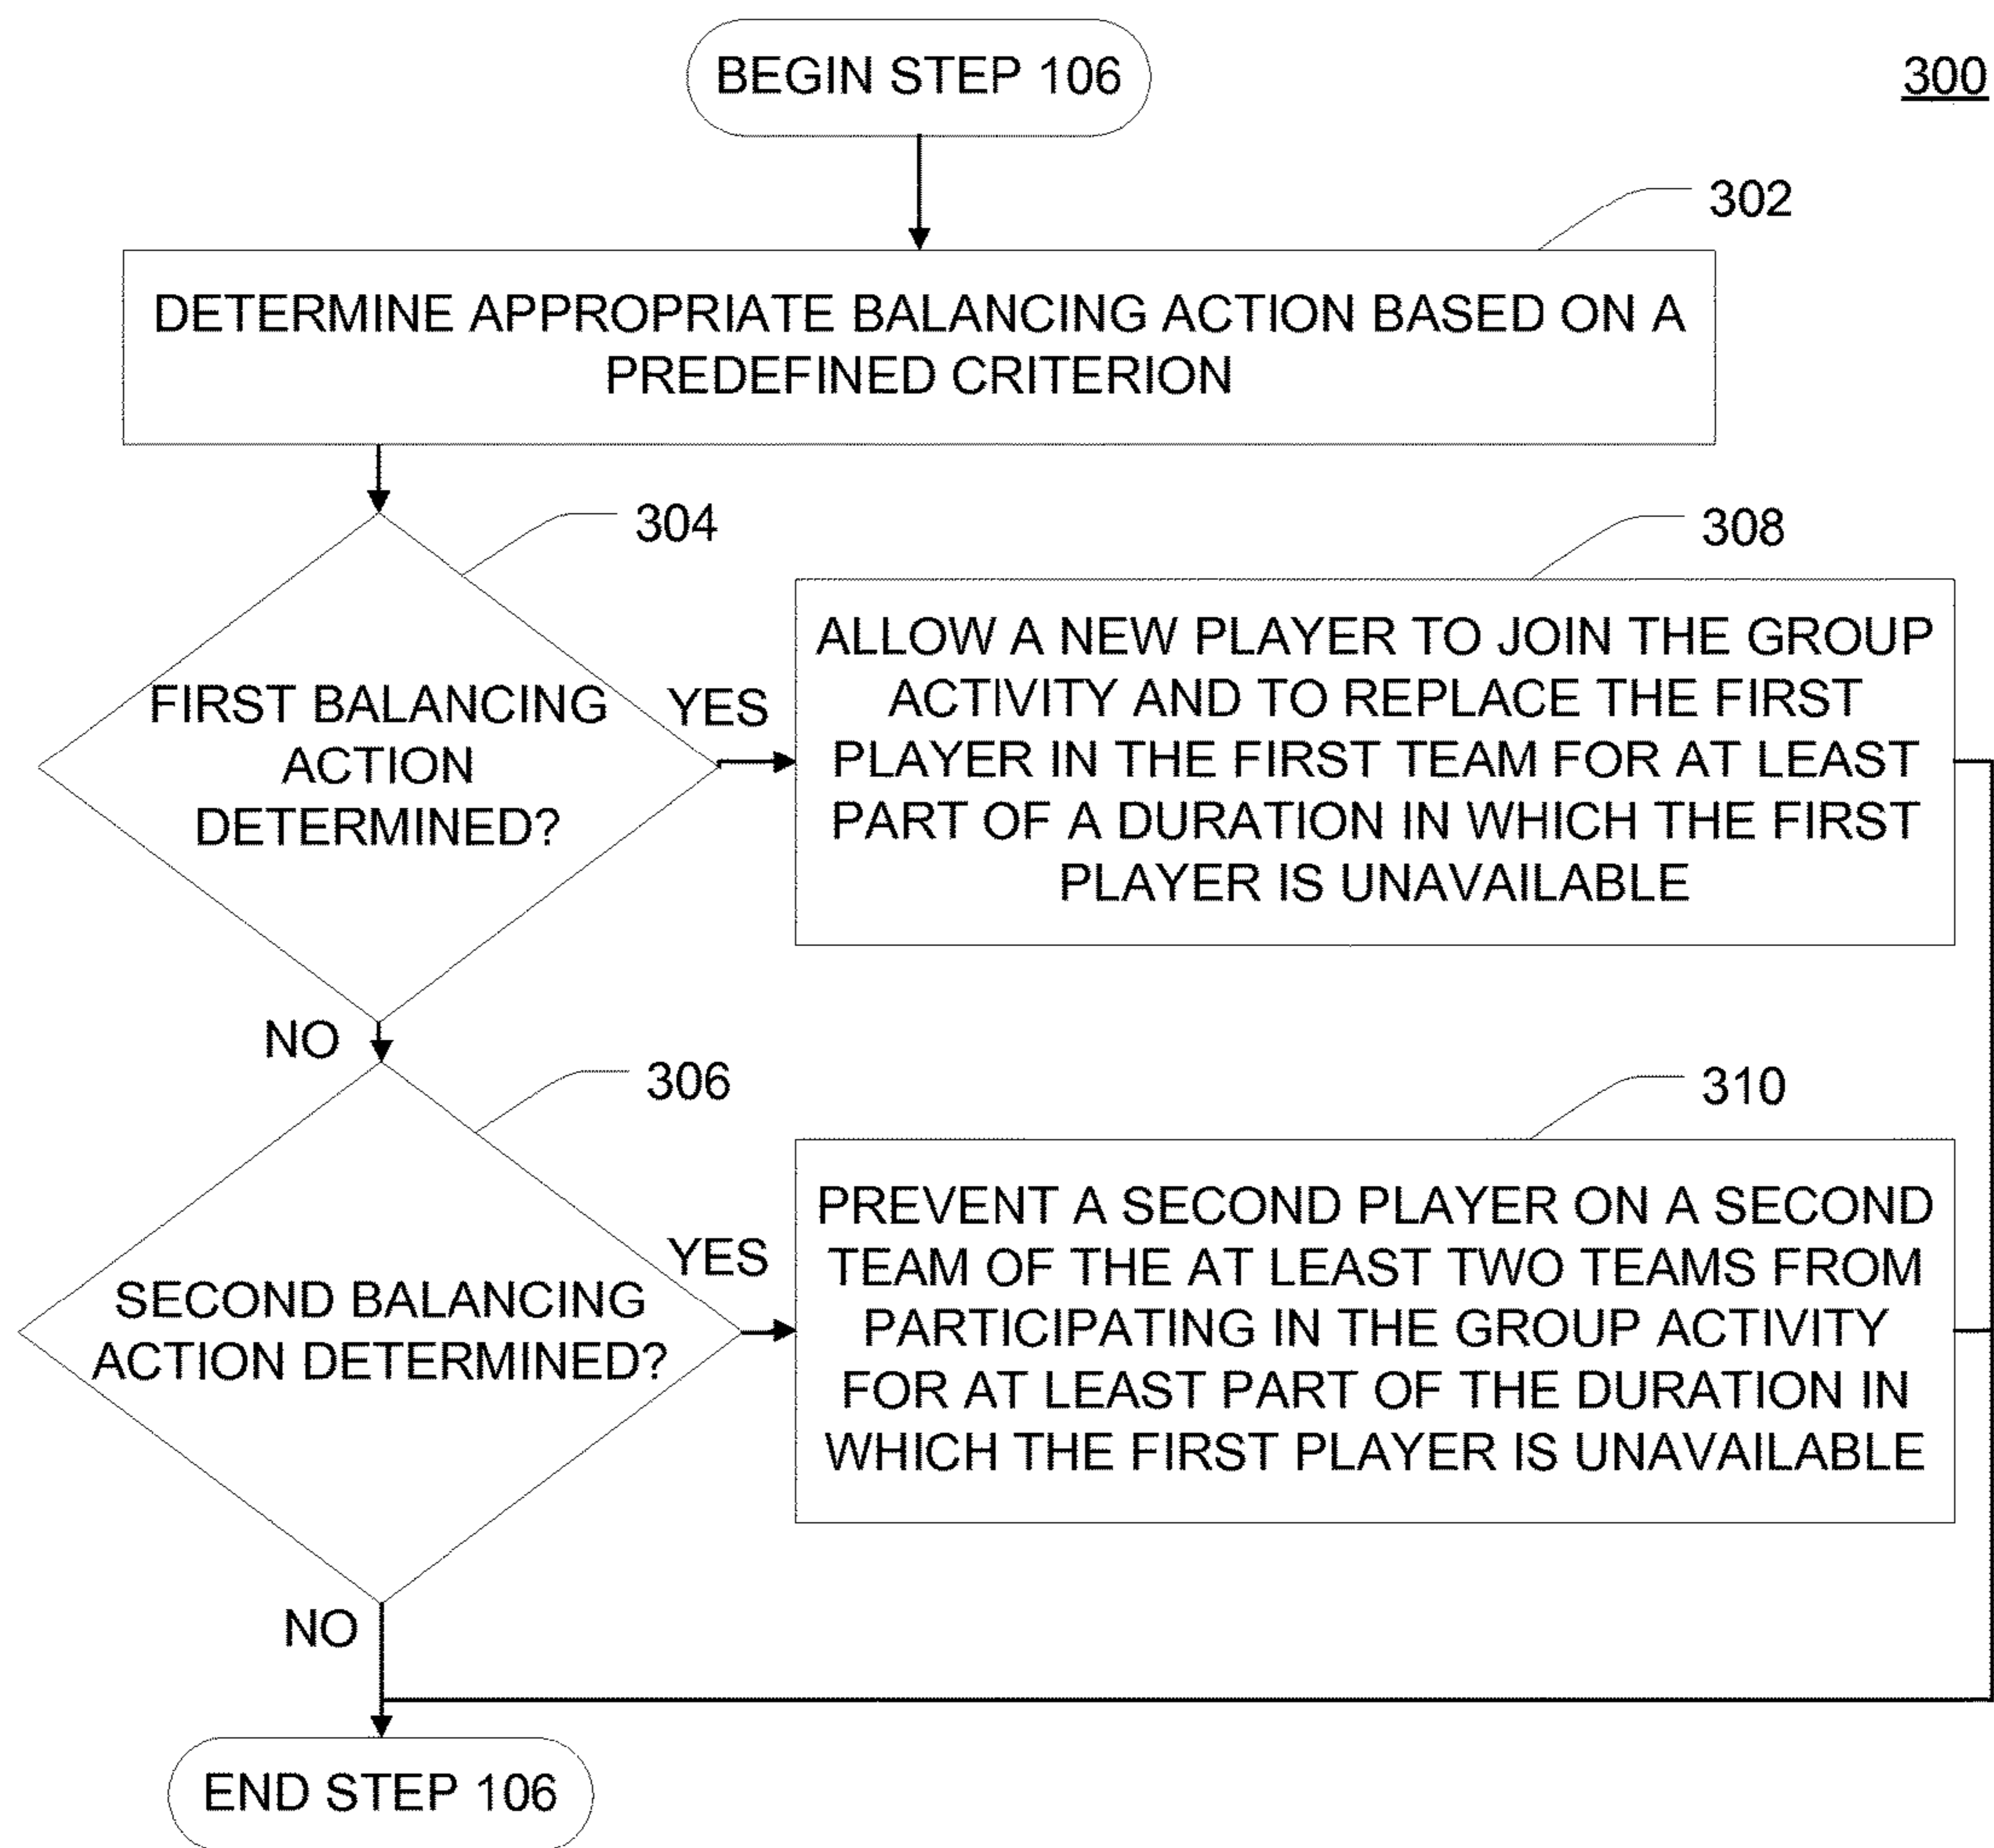 BEGIN STEP 106
300
302
DETERMINE APPROPRIATE BALANCING ACTION BASED ON A
PREDEFINED CRITERION
304
308
FIRST BALANCING
ACTION
DETERMINED?
YES
ALLOW A NEW PLAYER TO JOIN THE GROUP
ACTIVITY AND TO REPLACE THE FIRST
PLAYER IN THE FIRST TEAM FOR AT LEAST
PART OF A DURATION IN WHICH THE FIRST
PLAYER IS UNAVAILABLE
NO
306
310
SECOND BALANCING
ACTION DETERMINED?
YES
PREVENT A SECOND PLAYER ON A SECOND
TEAM OF THE AT LEAST TWO TEAMS FROM
PARTICIPATING IN THE GROUP ACTIVITY
FOR AT LEAST PART OF THE DURATION IN
WHICH THE FIRST PLAYER IS UNAVAILABLE
NO
END STEP 106